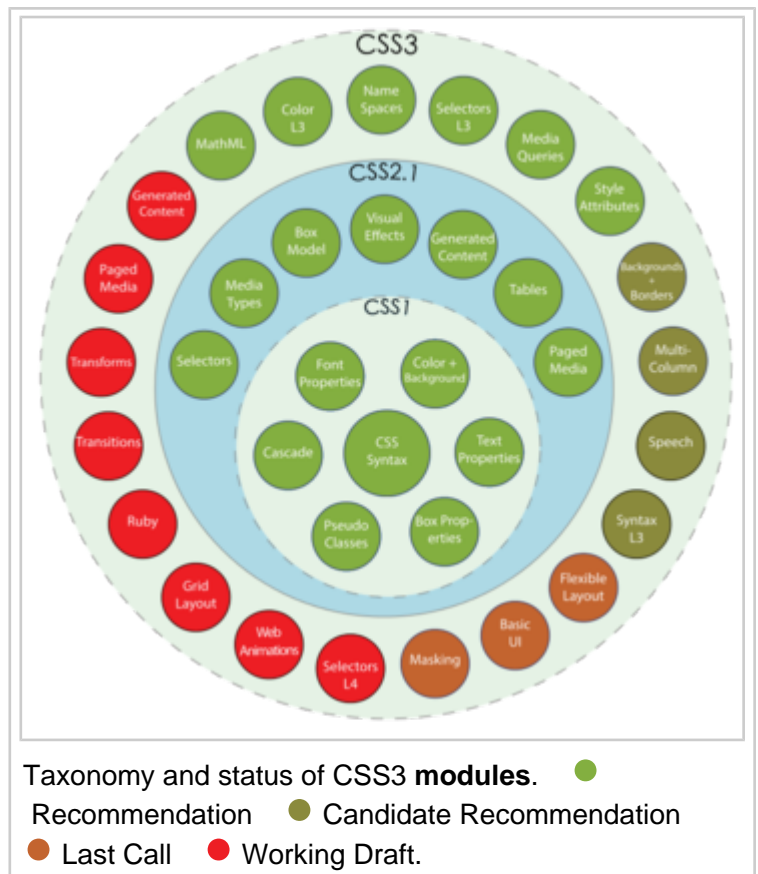 CSS3
Name
Spaces
Color
L3
Selectors
L3
MathML
Media
Queries
Style
Attributes
Generated
Content
Backgrounds +
Borders
Paged
Media
Multi-
Column
Transforms
Speech
Transitions
Syntax
L3
Ruby
Flexible
Layout
Grid
Layout
Basic
UI
Web
Animations
Masking
Selectors
L4
CSS2.1
Visual
Effects
Box
Model
Generated
Content
Media
Types
Tables
Selectors
Paged
Media
CSS1
Font
Properties
Color +
Background
Cascade
CSS
Syntax
Text
Properties
Pseudo
Classes
Box Prop-
erties
Taxonomy and status of CSS3 modules.
Recommendation Candidate Recommendation
Last Call Working Draft.